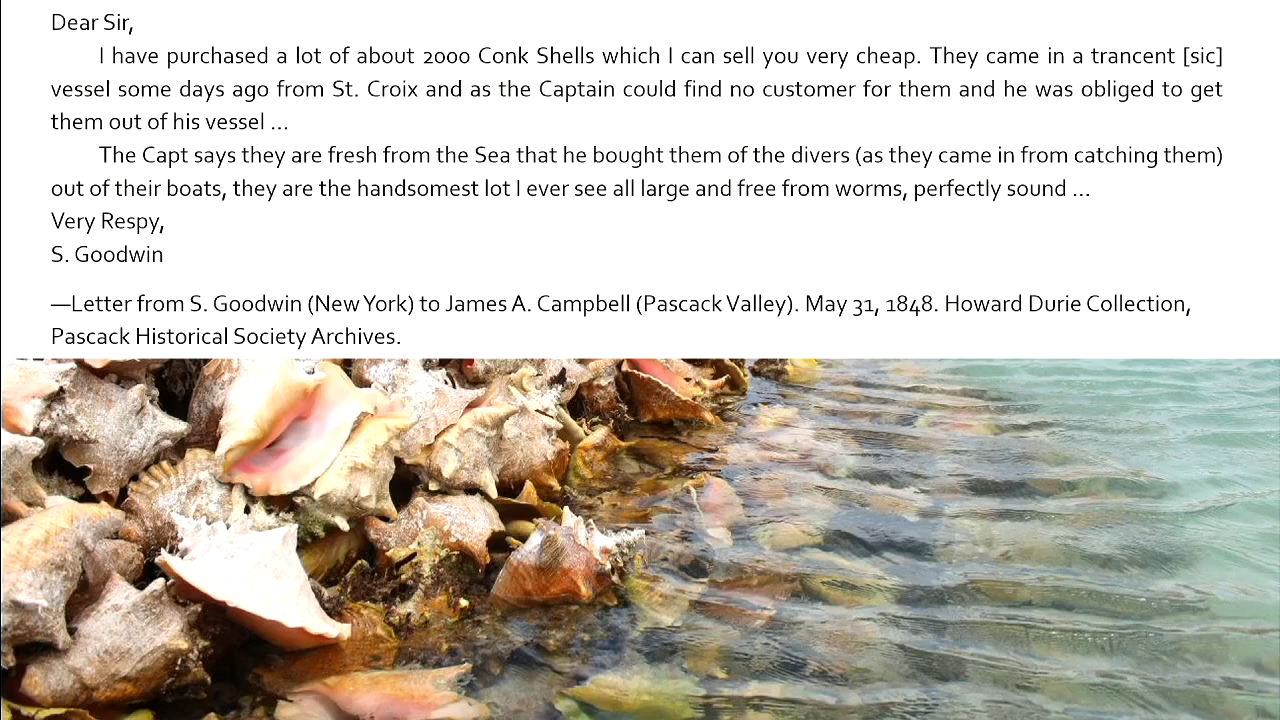 Dear Sir,
I have purchased a lot of about 2000 Conk Shells which I can sell you very cheap. They came in a trancent [sic]
vessel some days ago from St. Croix and as the Captain could find no customer for them and he was obliged to get
them out of his vessel ...
The Capt says they are fresh from the Sea that he bought them of the divers (as they came in from catching them)
out of their boats, they are the handsomest lot I ever see all large and free from worms, perfectly sound ...
Very Respy,
S. Goodwin
—Letter from S. Goodwin (New York) to James A. Campbell (Pascack Valley). May 31, 1848. Howard Durie Collection,
Pascack Historical Society Archives.